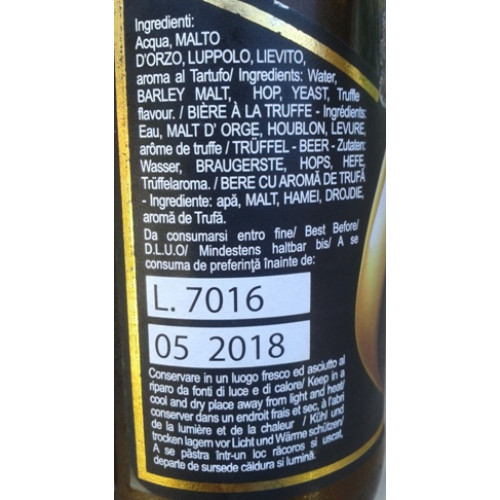 Ingredienti:
Acqua, MALTO
D'ORZO, LUPPOLO, LIEVITO,
aroma al Tartufo/ Ingredients: Water,
BARLEY MALT, HOP, YEAST, Truffle
flavour. / BIÈRE À LA TRUFFE - Ingrédients:
Eau, MALT D' ORGE, HOUBLON, LEVURE,
arôme de truffe / TRÜFFEL - BEER - Zutaten:
Wasser, BRAUGERSTE, HOPS, HEFE,
Trüffelaroma. / BERE CU AROMĂ DE TRUFĂ
- Ingrediente: apă, MALT, HAMEI, DROJDIE,
aromă de Trufă.
Da consumarsi entro fine/ Best Before/
D.L.U.O/ Mindestens haltbar bis/ A se
consuma de preferinţă înainte de:
L. 7016
05 2018
Conservare in un luogo fresco ed asciutto al
riparo da fonti di luce e di calore/ Keep in a
cool and dry place away from light and heat/
conserver dans un endroit frais et sec, à l'abri
de la lumière et de la chaleur / Kühl und
trocken lagern vor Licht und Wärme schützen/
A se păstra într-un loc răcoros si uscat,
departe de sursede căldura si lumină.